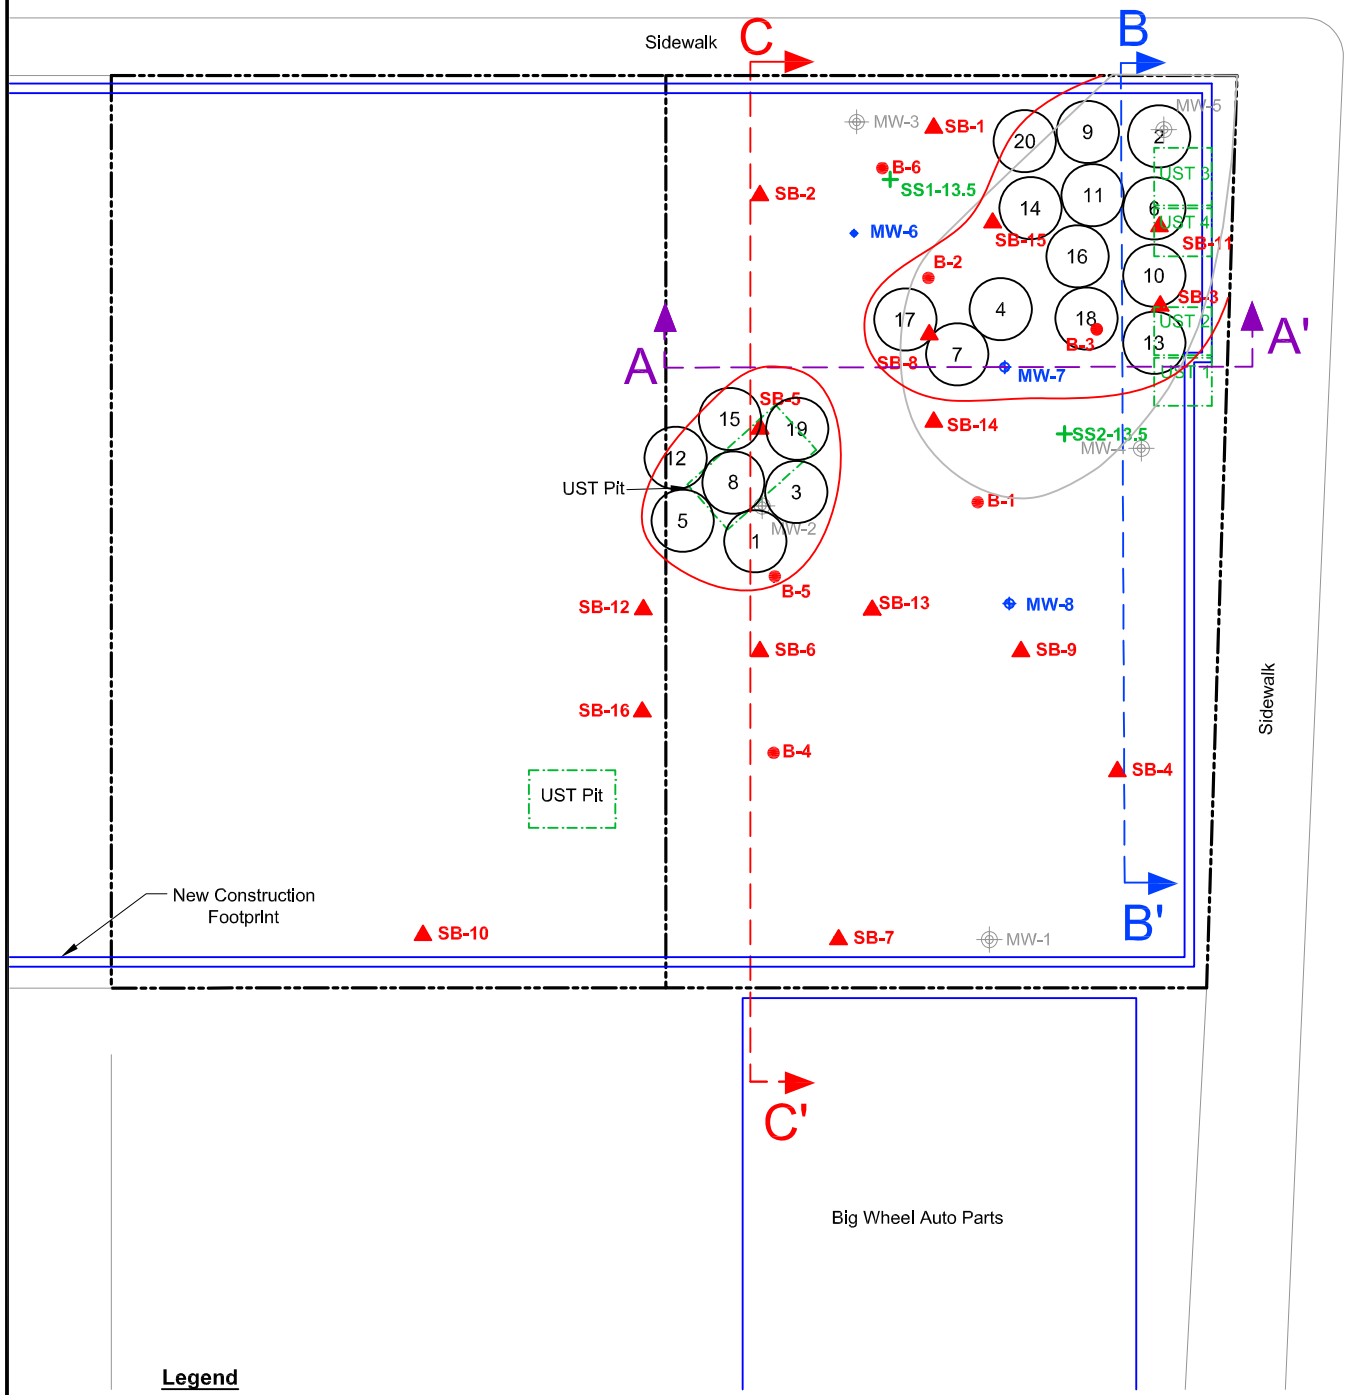 Sidewalk
C
B
MW-3
SB-1
20
9
2
MW-5
B-6
SS1-13.5
UST 3
SB-2
14
11
6
UST 4
MW-6
SB-15
SB-11
B-2
16
10
SB-3
17
4
18
UST 2
B-3
13
SB-8
7
A
A'
MW-7
UST 1
15
SB-5
19
SB-14
SS2-13.5
MW-4
12
UST Pit
8
3
B-1
5
MW-2
1
B-5
SB-12
SB-13
MW-8
SB-6
SB-9
Sidewalk
SB-16
B-4
SB-4
UST Pit
New Construction
Footprint
B'
SB-10
SB-7
MW-1
C'
Big Wheel Auto Parts
Legend